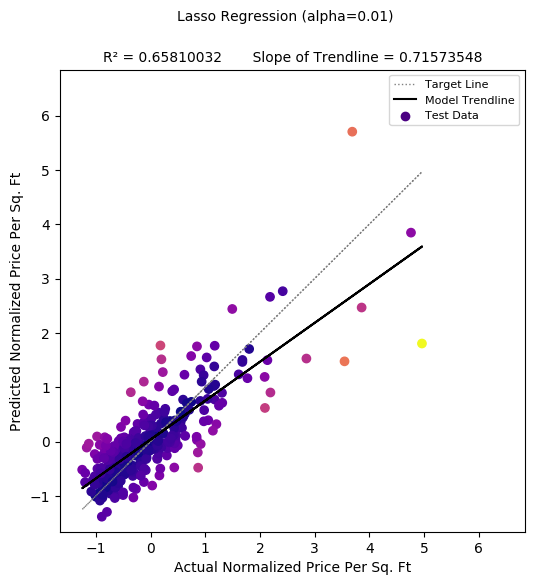 Lasso Regression (alpha=0.01)
R² = 0.65810032 Slope of Trendline = 0.71573548
Target Line
Model Trendline
Test Data
Predicted Normalized Price Per Sq. Ft
6
5
4
3
2
1
0
−1
−1 0 1 2 3 4 5 6
Actual Normalized Price Per Sq. Ft